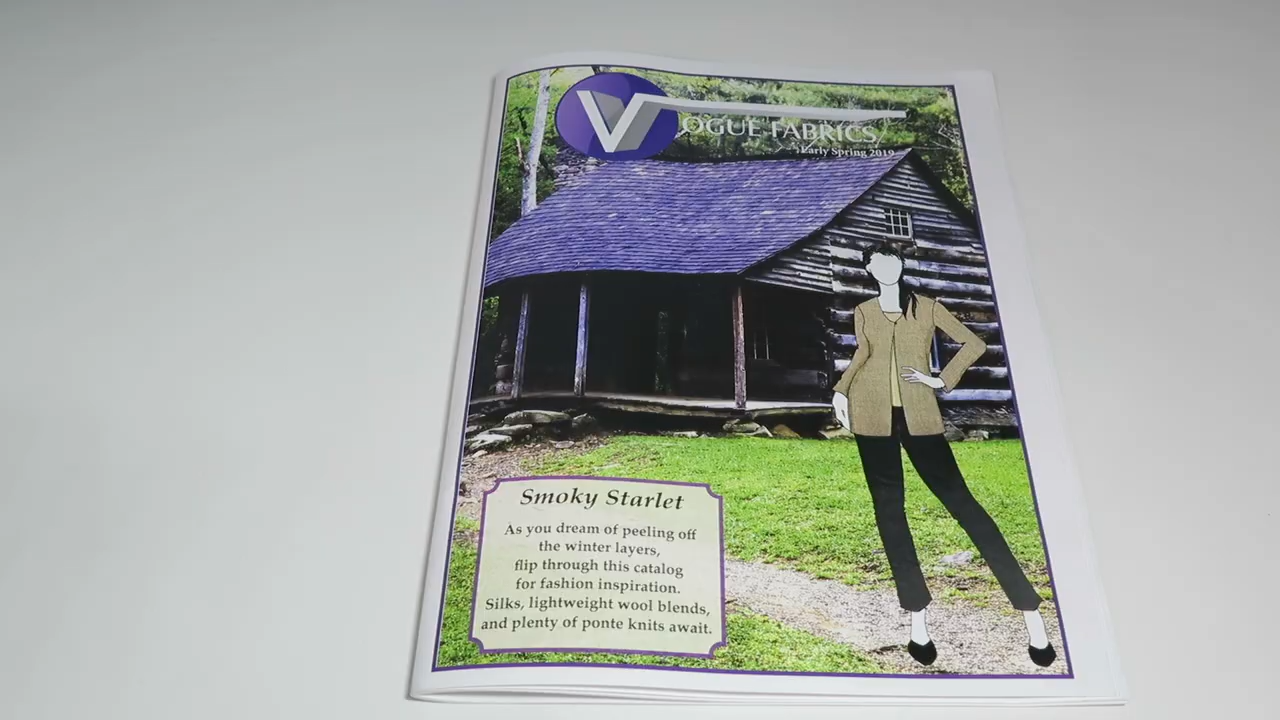 VOGUE FABRICS
Early Spring 2019
Smoky Starlet
As you dream of peeling off
the winter layers,
flip through this catalog
for fashion inspiration.
Silks, lightweight wool blends,
and plenty of ponte knits await.